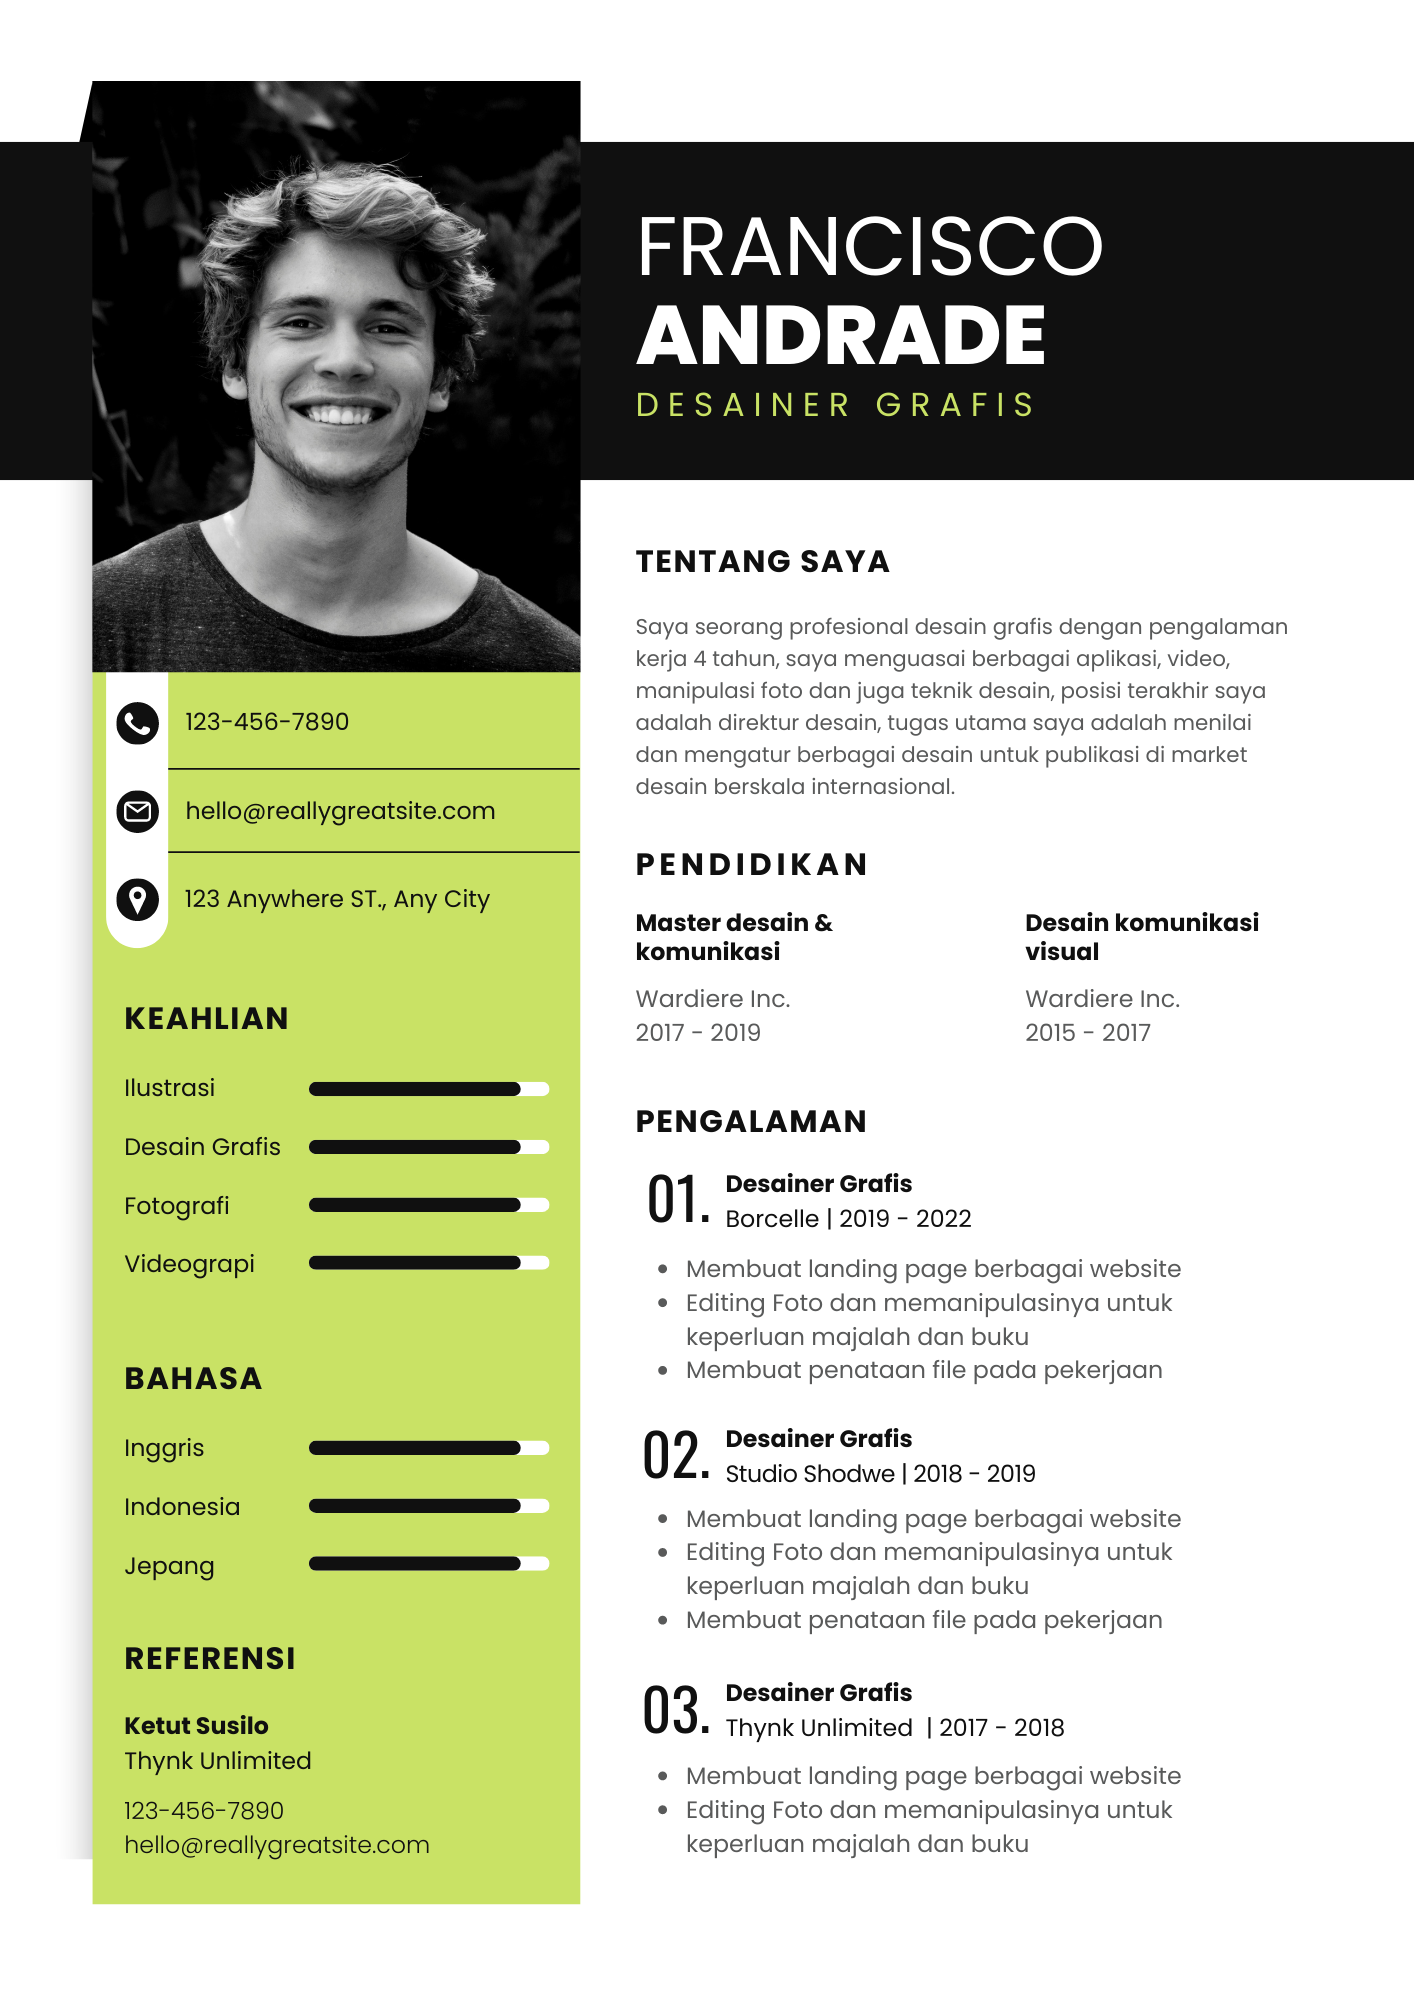 FRANCISCO
ANDRADE
DESAINER GRAFIS
123-456-7890
hello@reallygreatsite.com
123 Anywhere ST., Any City
KEAHLIAN
Ilustrasi
Desain Grafis
Fotografi
Videograpi
BAHASA
Inggris
Indonesia
Jepang
REFERENSI
Ketut Susilo
Thynk Unlimited
123-456-7890
hello@reallygreatsite.com
TENTANG SAYA
Saya seorang profesional desain grafis dengan pengalaman
kerja 4 tahun, saya menguasai berbagai aplikasi, video,
manipulasi foto dan juga teknik desain, posisi terakhir saya
adalah direktur desain, tugas utama saya adalah menilai
dan mengatur berbagai desain untuk publikasi di market
desain berskala internasional.
PENDIDIKAN
Master desain &
komunikasi
Wardiere Inc.
2017 - 2019
Desain komunikasi
visual
Wardiere Inc.
2015 - 2017
PENGALAMAN
01.
Desainer Grafis
Borcelle | 2019 - 2022
• Membuat landing page berbagai website
• Editing Foto dan memanipulasinya untuk
keperluan majalah dan buku
• Membuat penataan file pada pekerjaan
02.
Desainer Grafis
Studio Shodwe | 2018 - 2019
• Membuat landing page berbagai website
• Editing Foto dan memanipulasinya untuk
keperluan majalah dan buku
• Membuat penataan file pada pekerjaan
03.
Desainer Grafis
Thynk Unlimited | 2017 - 2018
• Membuat landing page berbagai website
• Editing Foto dan memanipulasinya untuk
keperluan majalah dan buku